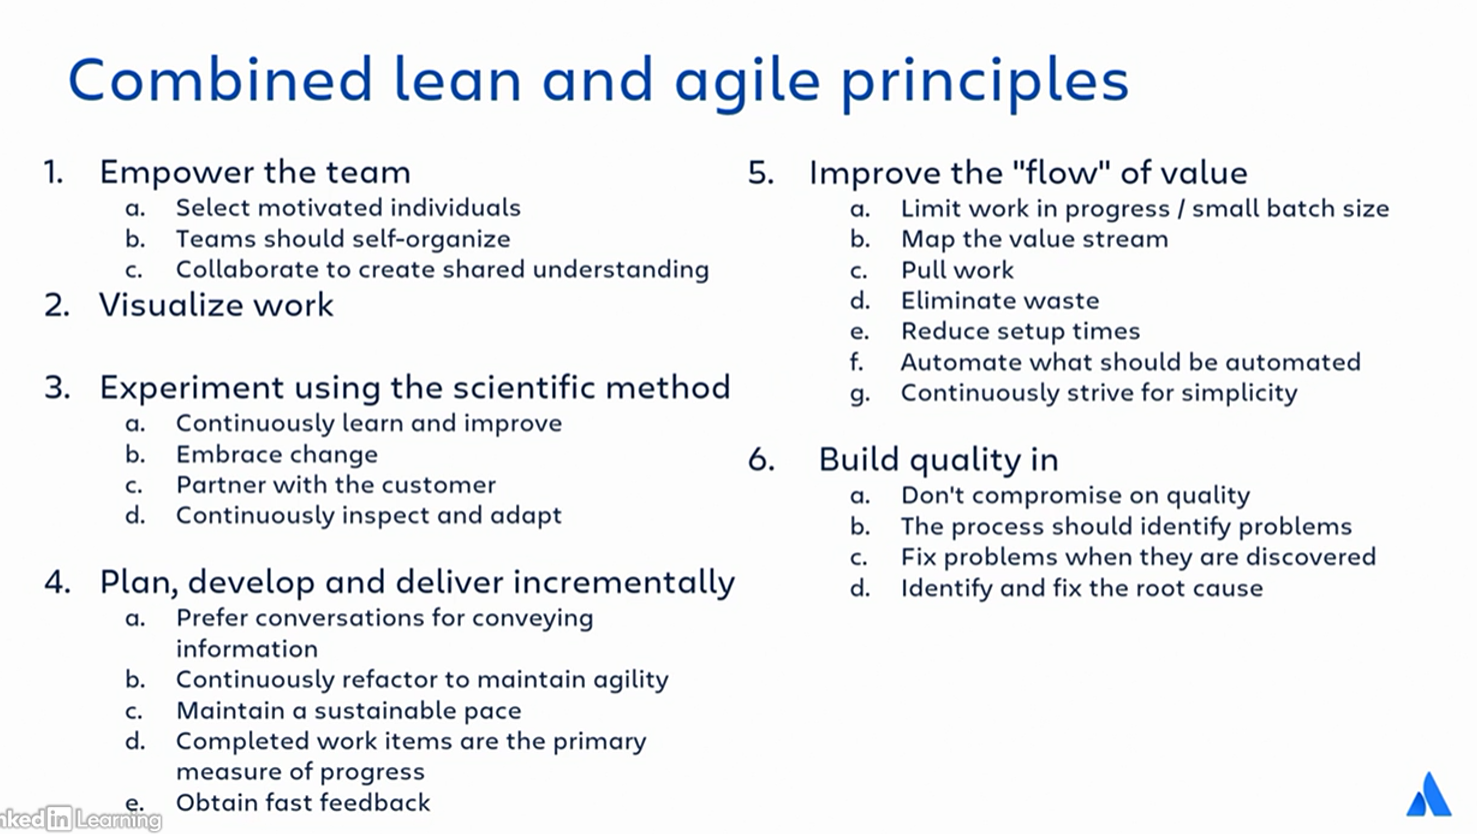 Combined lean and agile principles
1. Empower the team
a. Select motivated individuals
b. Teams should self-organize
c. Collaborate to create shared understanding
2. Visualize work
3. Experiment using the scientific method
a. Continuously learn and improve
b. Embrace change
c. Partner with the customer
d. Continuously inspect and adapt
4. Plan, develop and deliver incrementally
a. Prefer conversations for conveying
information
b. Continuously refactor to maintain agility
c. Maintain a sustainable pace
d. Completed work items are the primary
measure of progress
e. Obtain fast feedback
5. Improve the "flow" of value
a. Limit work in progress / small batch size
b. Map the value stream
c. Pull work
d. Eliminate waste
e. Reduce setup times
f. Automate what should be automated
g. Continuously strive for simplicity
6. Build quality in
a. Don't compromise on quality
b. The process should identify problems
c. Fix problems when they are discovered
d. Identify and fix the root cause
nked in Learning